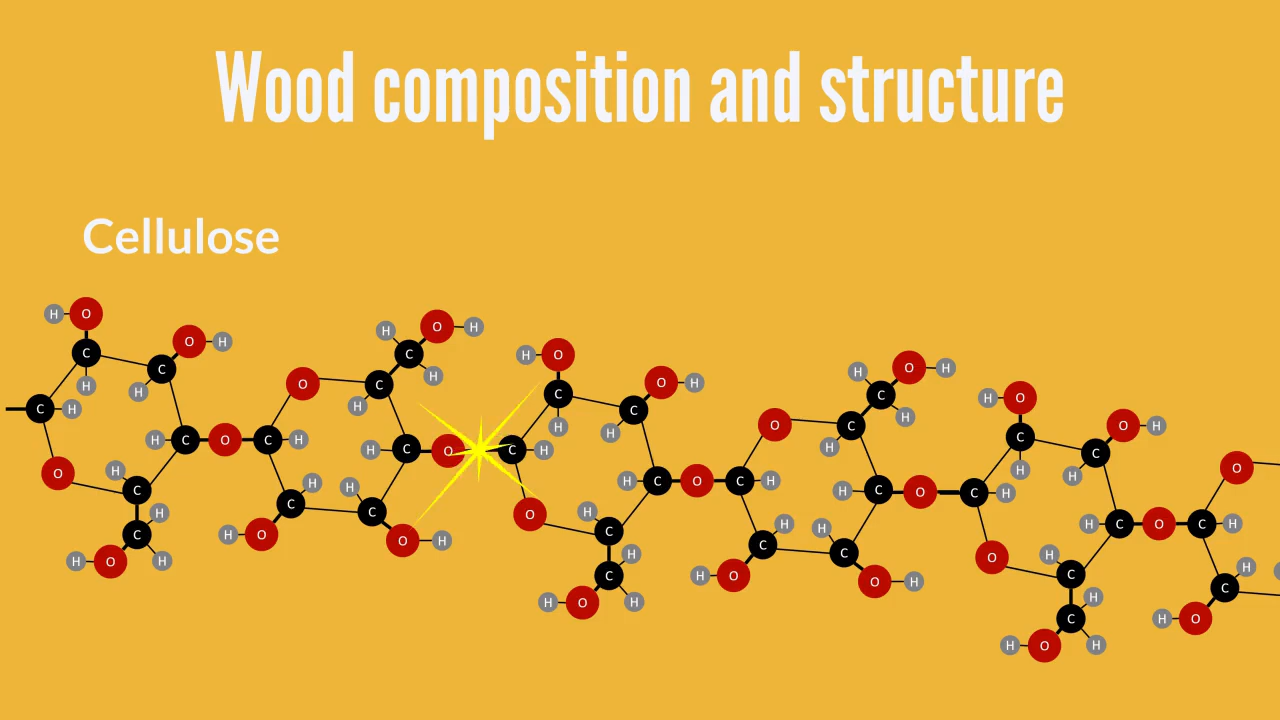 Wood composition and structure
Cellulose
H O O H
H O H O H
C C H C H O H C O H
H H O C H H C O H
C H H C H H C H O C H C O H
H C O C H H C O C H H C H O C C H O
O H C H C H H C O C H H C C O C H H C O C H
H C H O O H O H C H C H C H O C H H C H
H O H H C H H O O H H C
H O H H C H H O
H O H